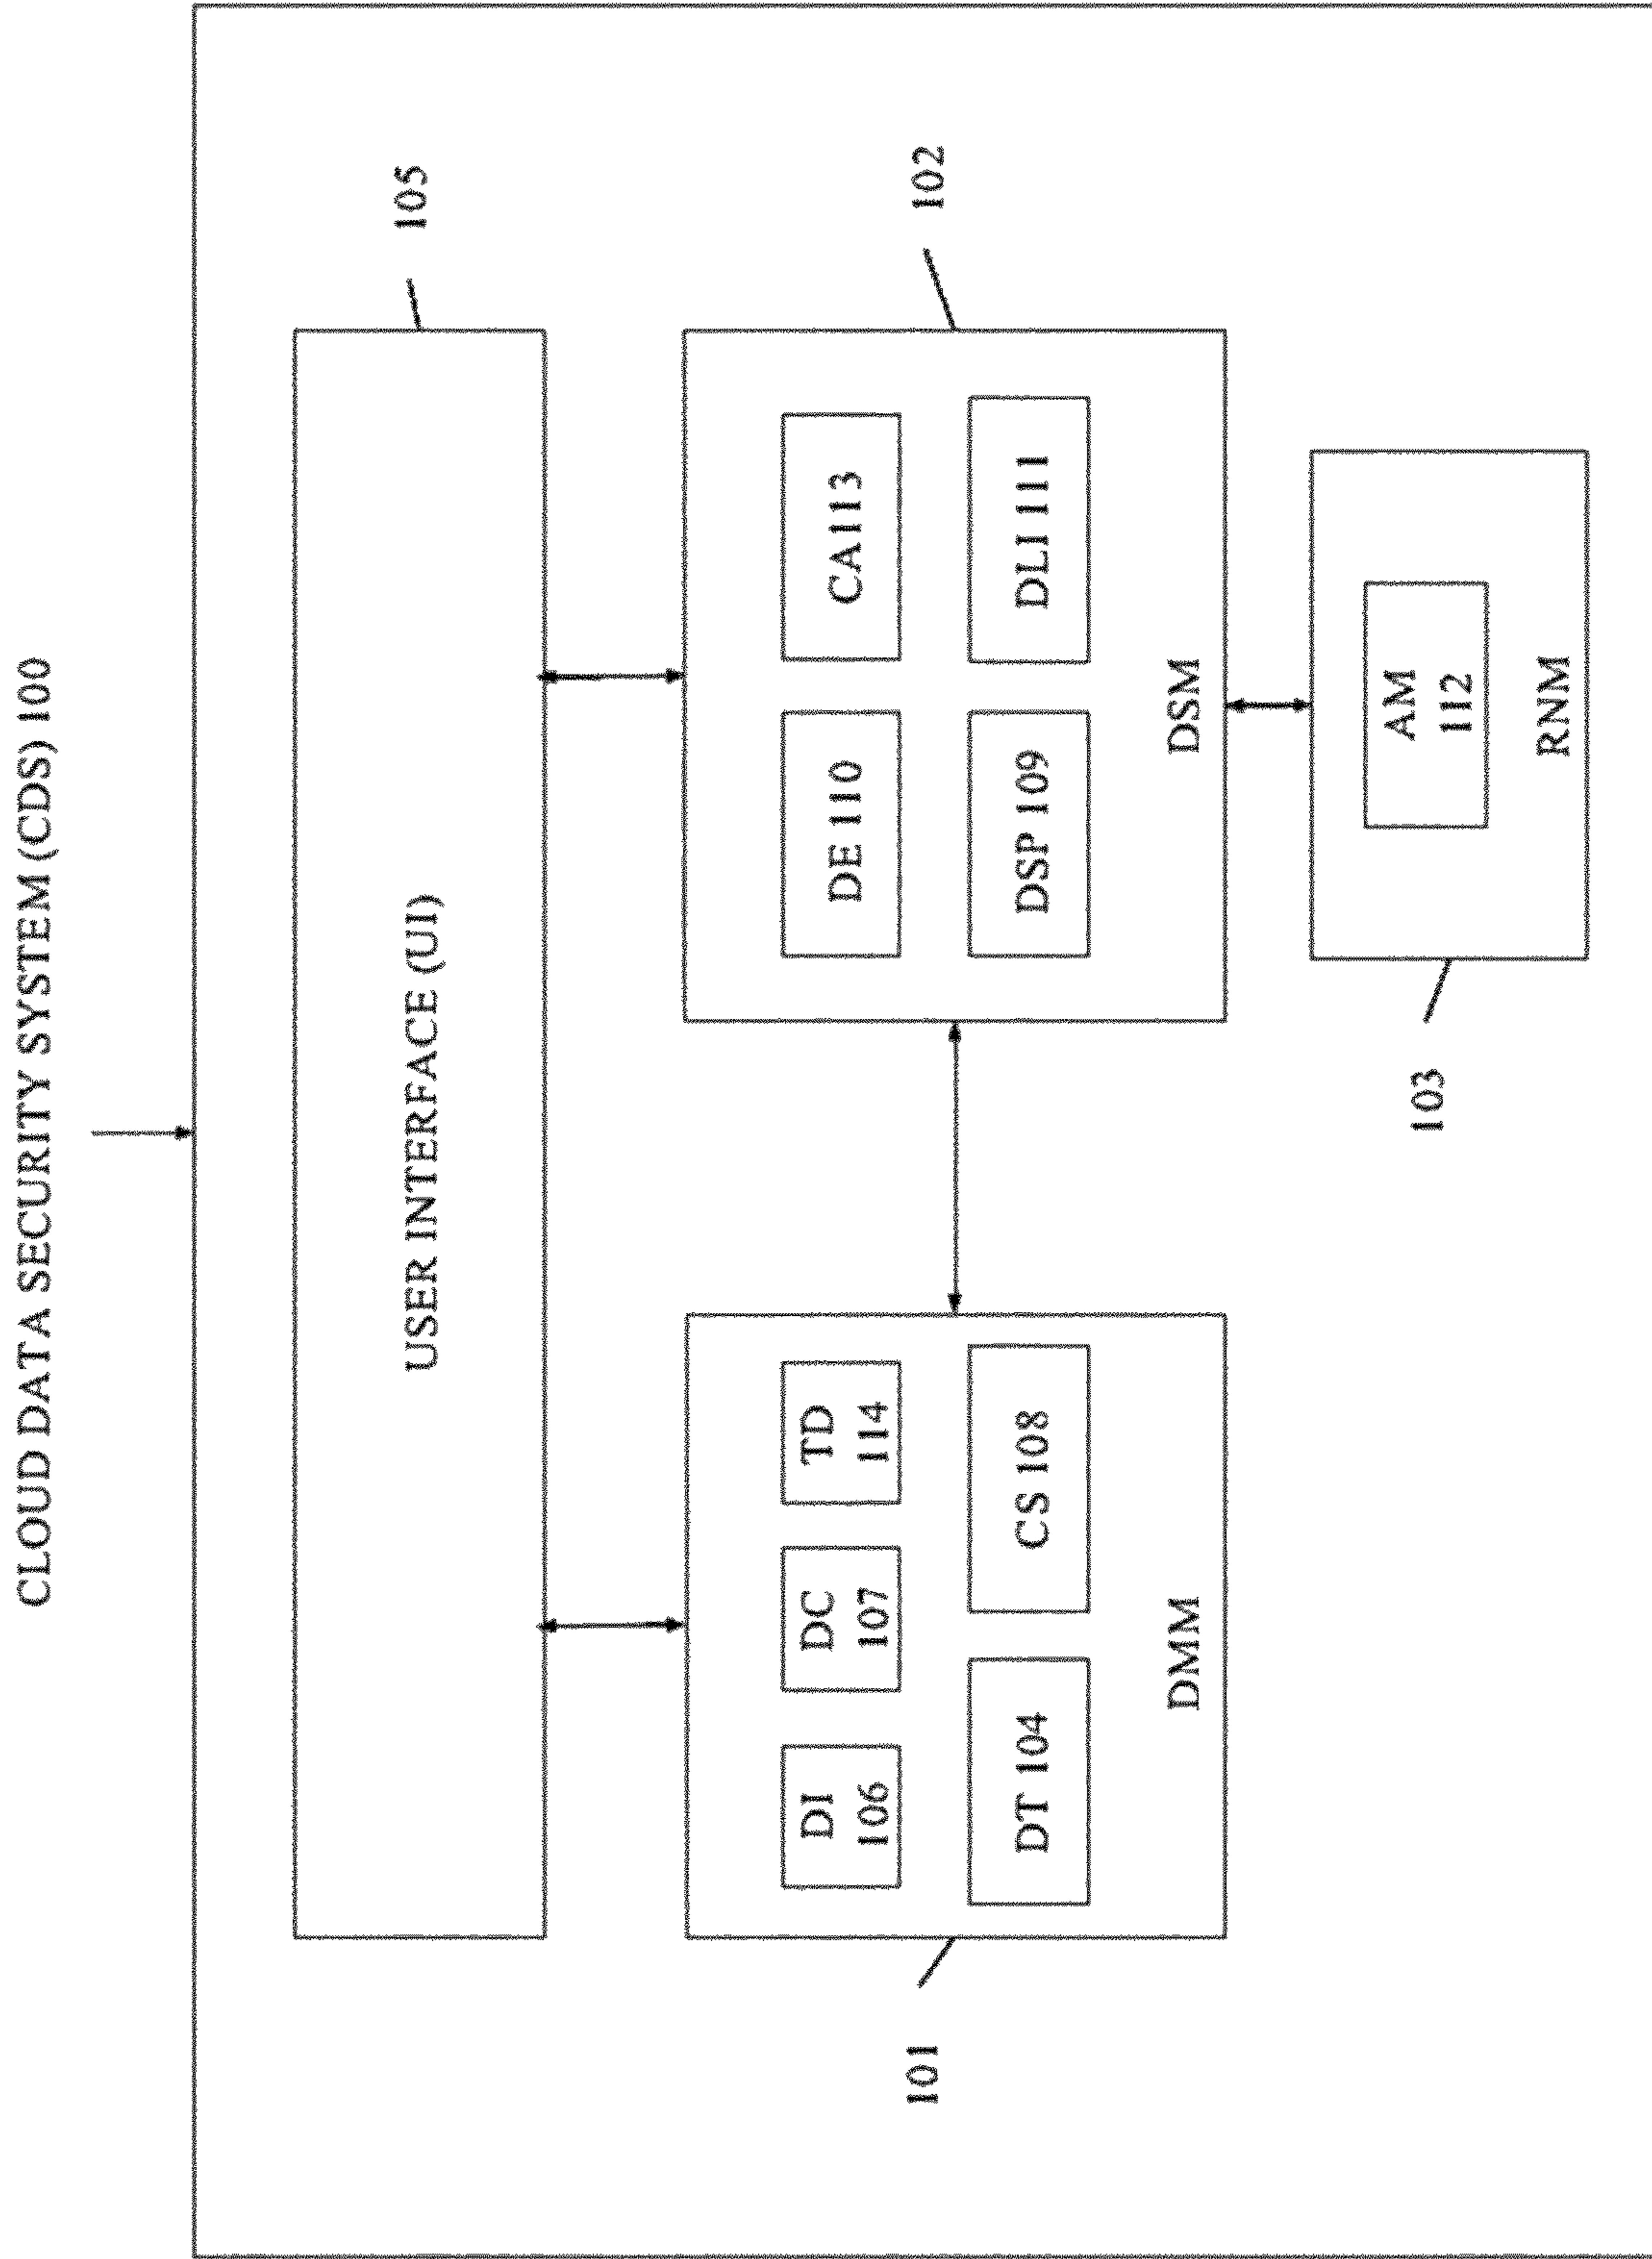 CLOUD DATA SECURITY SYSTEM (CDS) 100
105
USER INTERFACE (UI)
101
DI
106
DC
107
TD
114
DT 104
CS 108
DMM
102
DE 110
CA113
DSP 109
DLI 111
DSM
103
AM
112
RNM